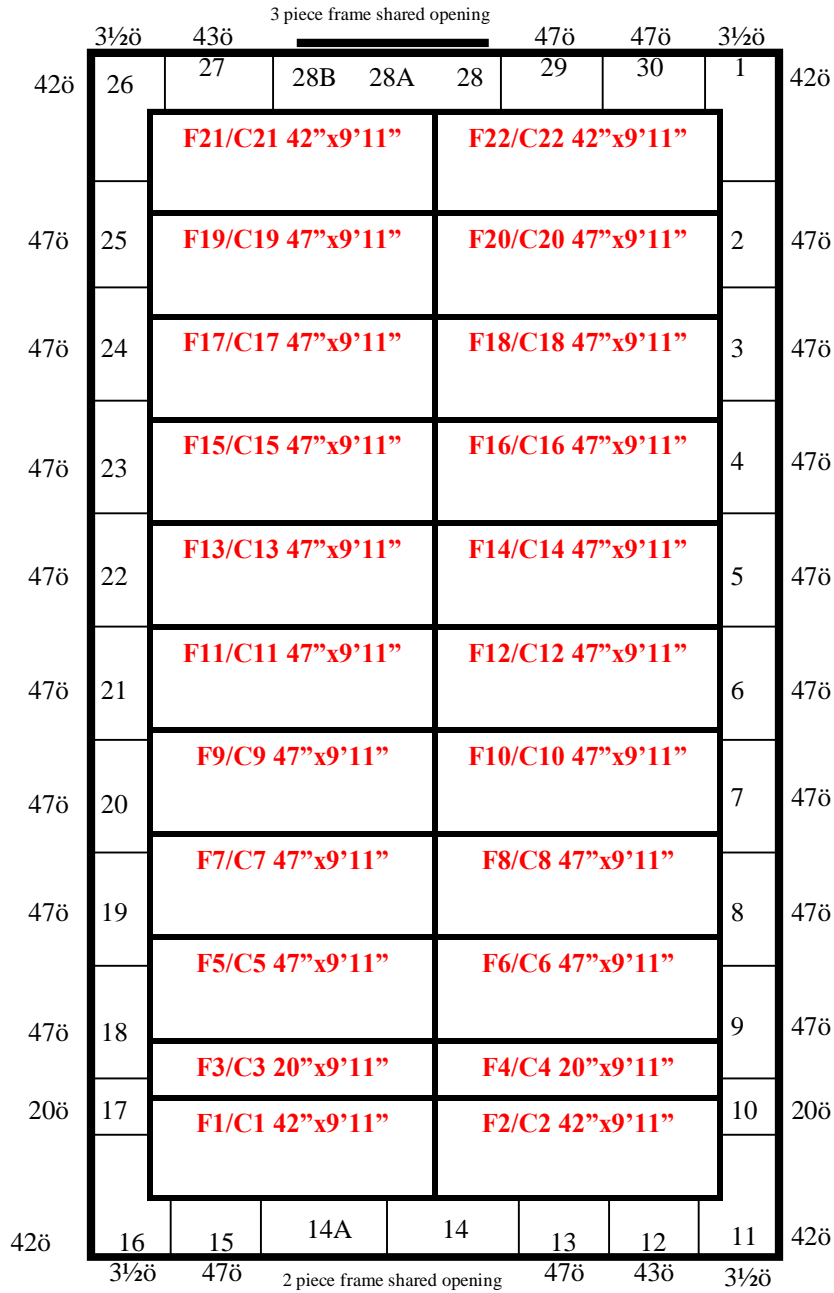 3 piece frame shared opening
3½ö 43ö 47ö 47ö 3½ö
42ö 26 27 28B 28A 28 29 30 1 42ö
F21/C21 42”x9’11” F22/C22 42”x9’11”
47ö 25 F19/C19 47”x9’11” F20/C20 47”x9’11” 2 47ö
47ö 24 F17/C17 47”x9’11” F18/C18 47”x9’11” 3 47ö
47ö 23 F15/C15 47”x9’11” F16/C16 47”x9’11” 4 47ö
47ö 22 F13/C13 47”x9’11” F14/C14 47”x9’11” 5 47ö
47ö 21 F11/C11 47”x9’11” F12/C12 47”x9’11” 6 47ö
47ö 20 F9/C9 47”x9’11” F10/C10 47”x9’11” 7 47ö
47ö 19 F7/C7 47”x9’11” F8/C8 47”x9’11” 8 47ö
47ö 18 F5/C5 47”x9’11” F6/C6 47”x9’11” 9 47ö
F3/C3 20”x9’11” F4/C4 20”x9’11”
20ö 17 F1/C1 42”x9’11” F2/C2 42”x9’11” 10 20ö
42ö 16 15 14A 14 13 12 11 42ö
3½ö 47ö 2 piece frame shared opening 47ö 43ö 3½ö